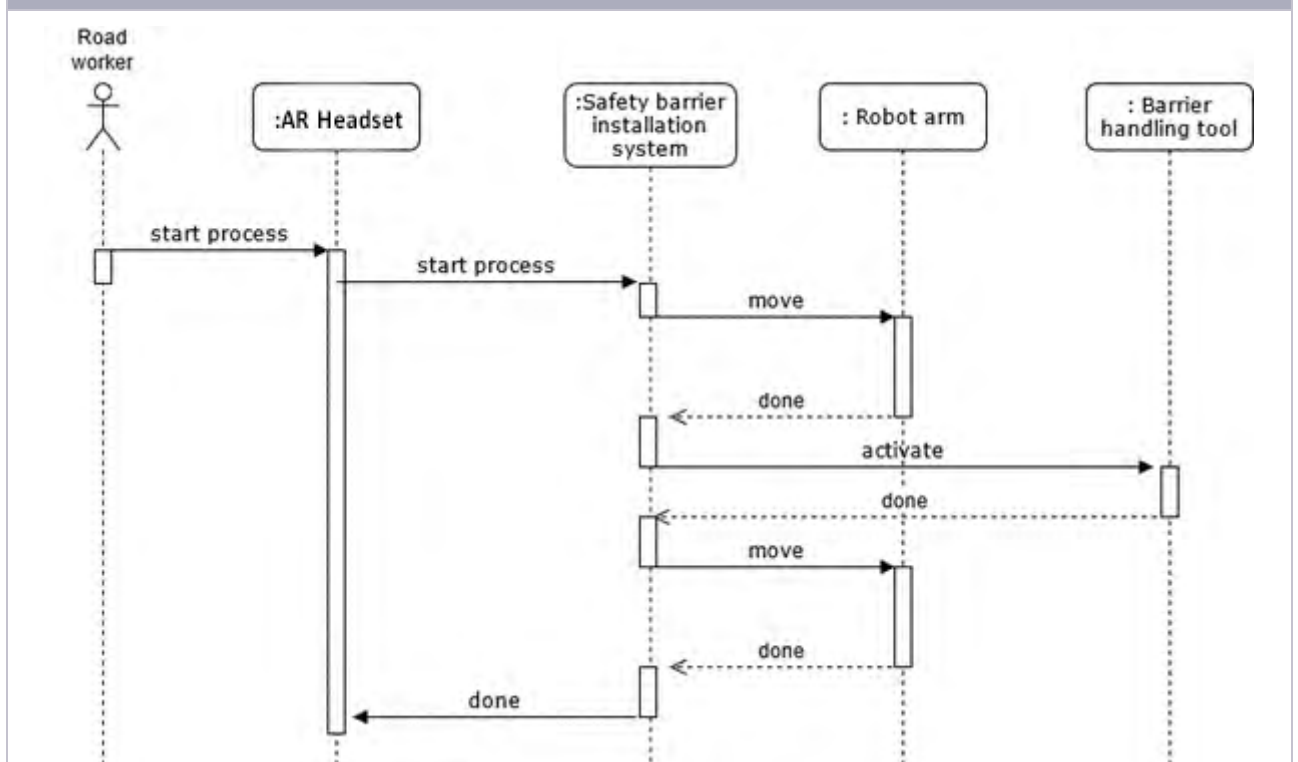 Road
worker
:AR Headset
:Safety barrier
installation
system
: Robot arm
: Barrier
handling tool
start process
start process
move
done
activate
done
move
done
done